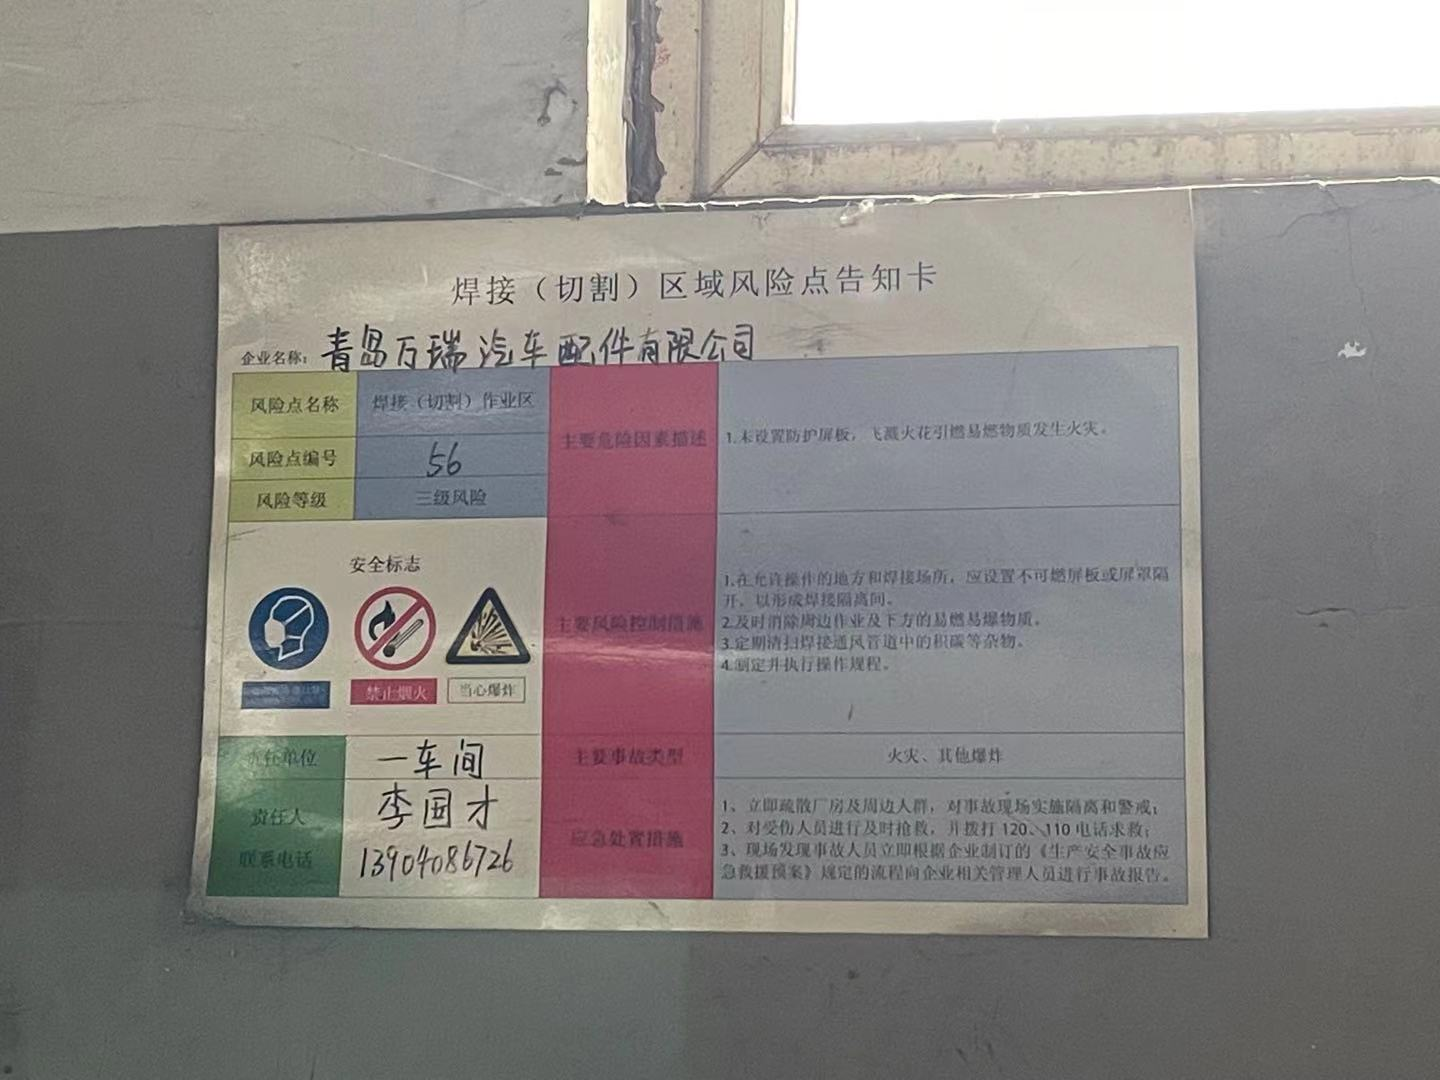 焊接（切割）区域风险点告知卡
企业名称：青岛万瑞汽车配件有限公司
风险点名称
焊接（切割）作业区
风险点编号
56
风险等级
三级风险
主要危险因素描述
1.未设置防护屏板，飞溅火花引燃易燃物质发生火灾。
安全标志
禁止烟火
当心爆炸
主要风险控制措施
1.在允许操作的地方和焊接场所，应设置不可燃屏板或屏罩隔
开，以形成焊接隔离间。
2.及时消除周边作业及下方的易燃易爆物质。
3.定期清扫焊接通风管道中的积碳等杂物。
4.制定并执行操作规程。
责任单位
一车间
责任人
李国才
联系电话
13904086726
主要事故类型
火灾、其他爆炸
应急处置措施
1、立即疏散厂房及周边人群，对事故现场实施隔离和警戒；
2、对受伤人员进行及时抢救，并拨打 120、110 电话求救；
3、现场发现事故人员立即根据企业制订的《生产安全事故应
急救援预案》规定的流程向企业相关管理人员进行事故报告。